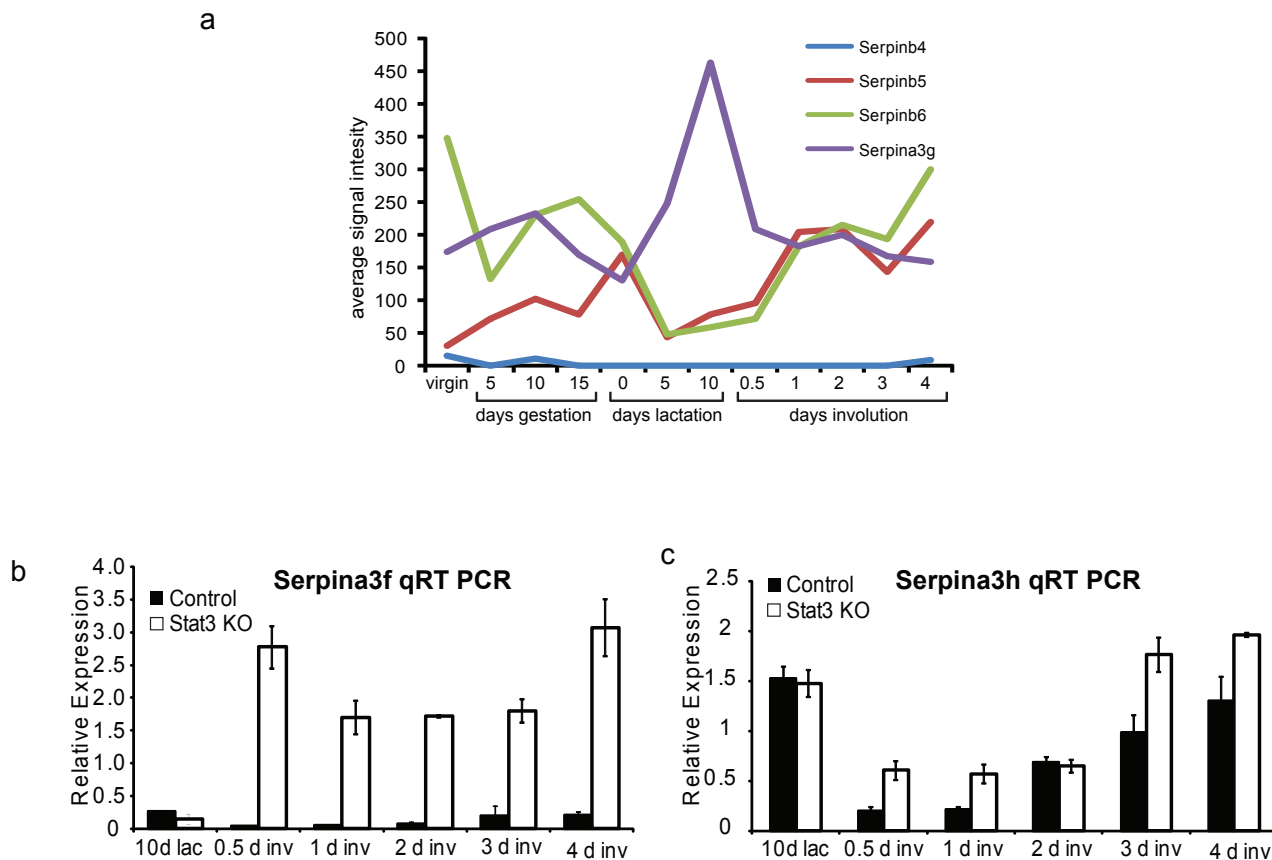 a
500
450
400
350
300
250
200
150
100
50
0
average signal intesity
Serpinb4
Serpinb5
Serpinb6
Serpina3g
virgin 5 10 15 0 5 10 0.5 1 2 3 4
days gestation days lactation days involution
b
Serpina3f qRT PCR
Control
Stat3 KO
Relative Expression
4.0
3.5
3.0
2.5
2.0
1.5
1.0
0.5
0
10d lac 0.5 d inv 1 d inv 2 d inv 3 d inv 4 d inv
c
Serpina3h qRT PCR
Control
Stat3 KO
Relative Expression
2.5
2
1.5
1
0.5
0
10d lac 0.5 d inv 1 d inv 2 d inv 3 d inv 4 d inv